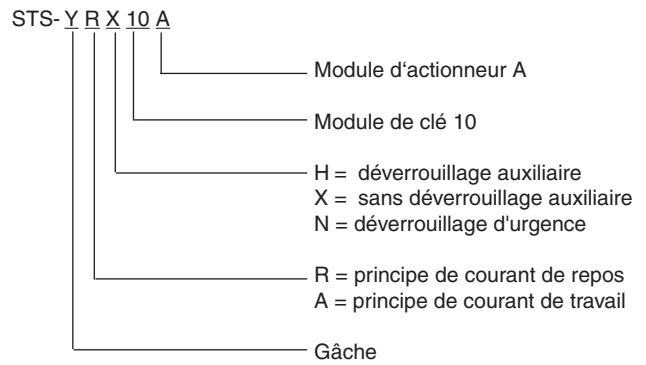 STS- Y R X 10 A
Module d‘actionneur A
Module de clé 10
H = déverrouillage auxiliaire
X = sans déverrouillage auxiliaire
N = déverrouillage d'urgence
R = principe de courant de repos
A = principe de courant de travail
Gâche